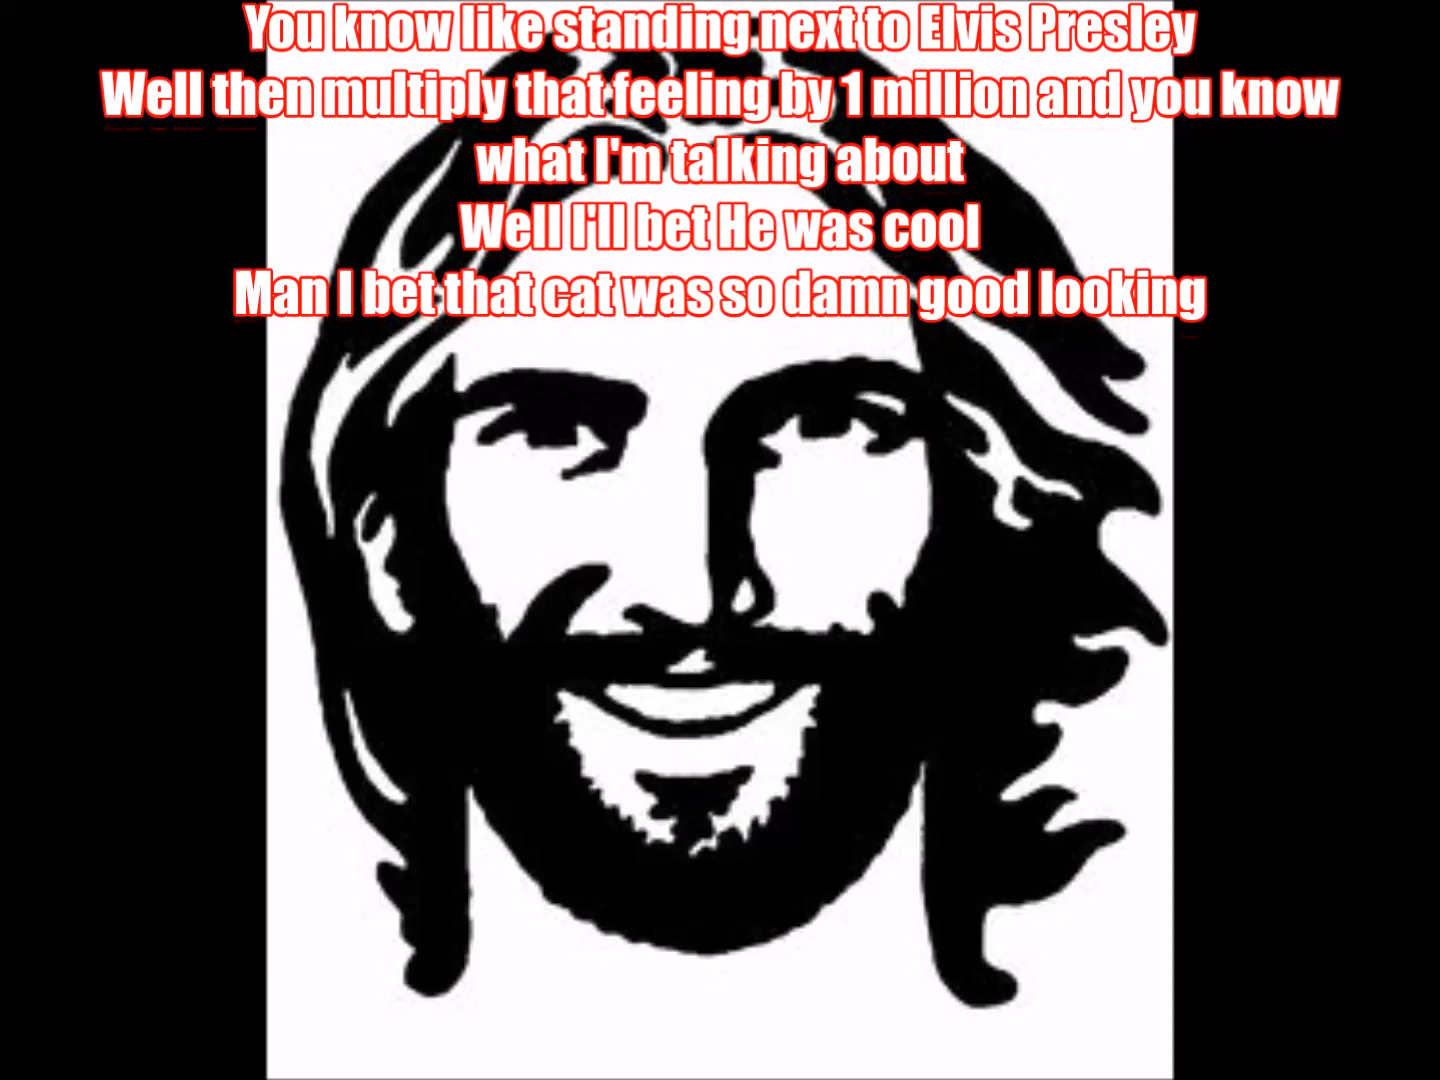 You know like standing next to Elvis Presley
Well then multiply that feeling by 1 million and you know
what I'm talking about
Well I'll bet He was cool
Man I bet that cat was so damn good looking